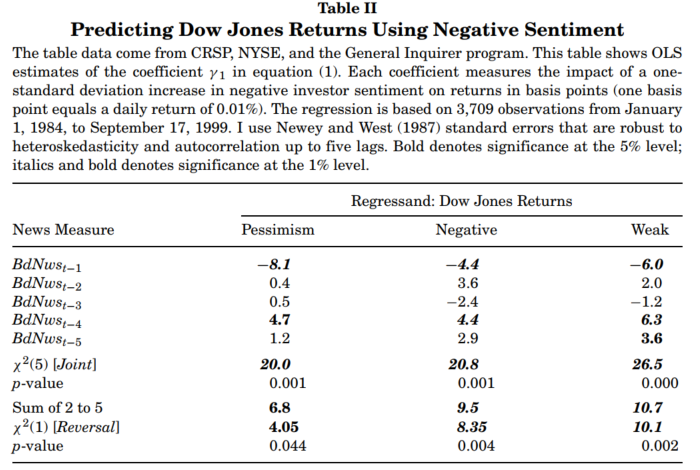 Table II
Predicting Dow Jones Returns Using Negative Sentiment
The table data come from CRSP, NYSE, and the General Inquirer program. This table shows OLS
estimates of the coefficient γ₁ in equation (1). Each coefficient measures the impact of a one-
standard deviation increase in negative investor sentiment on returns in basis points (one basis
point equals a daily return of 0.01%). The regression is based on 3,709 observations from January
1, 1984, to September 17, 1999. I use Newey and West (1987) standard errors that are robust to
heteroskedasticity and autocorrelation up to five lags. Bold denotes significance at the 5% level;
italics and bold denotes significance at the 1% level.
Regressand: Dow Jones Returns
News Measure Pessimism Negative Weak
BdNws_{t−1} −8.1 −4.4 −6.0
BdNws_{t−2} 0.4 3.6 2.0
BdNws_{t−3} 0.5 −2.4 −1.2
BdNws_{t−4} 4.7 4.4 6.3
BdNws_{t−5} 1.2 2.9 3.6
χ²(5) [Joint] 20.0 20.8 26.5
p-value 0.001 0.001 0.000
Sum of 2 to 5 6.8 9.5 10.7
χ²(1) [Reversal] 4.05 8.35 10.1
p-value 0.044 0.004 0.002